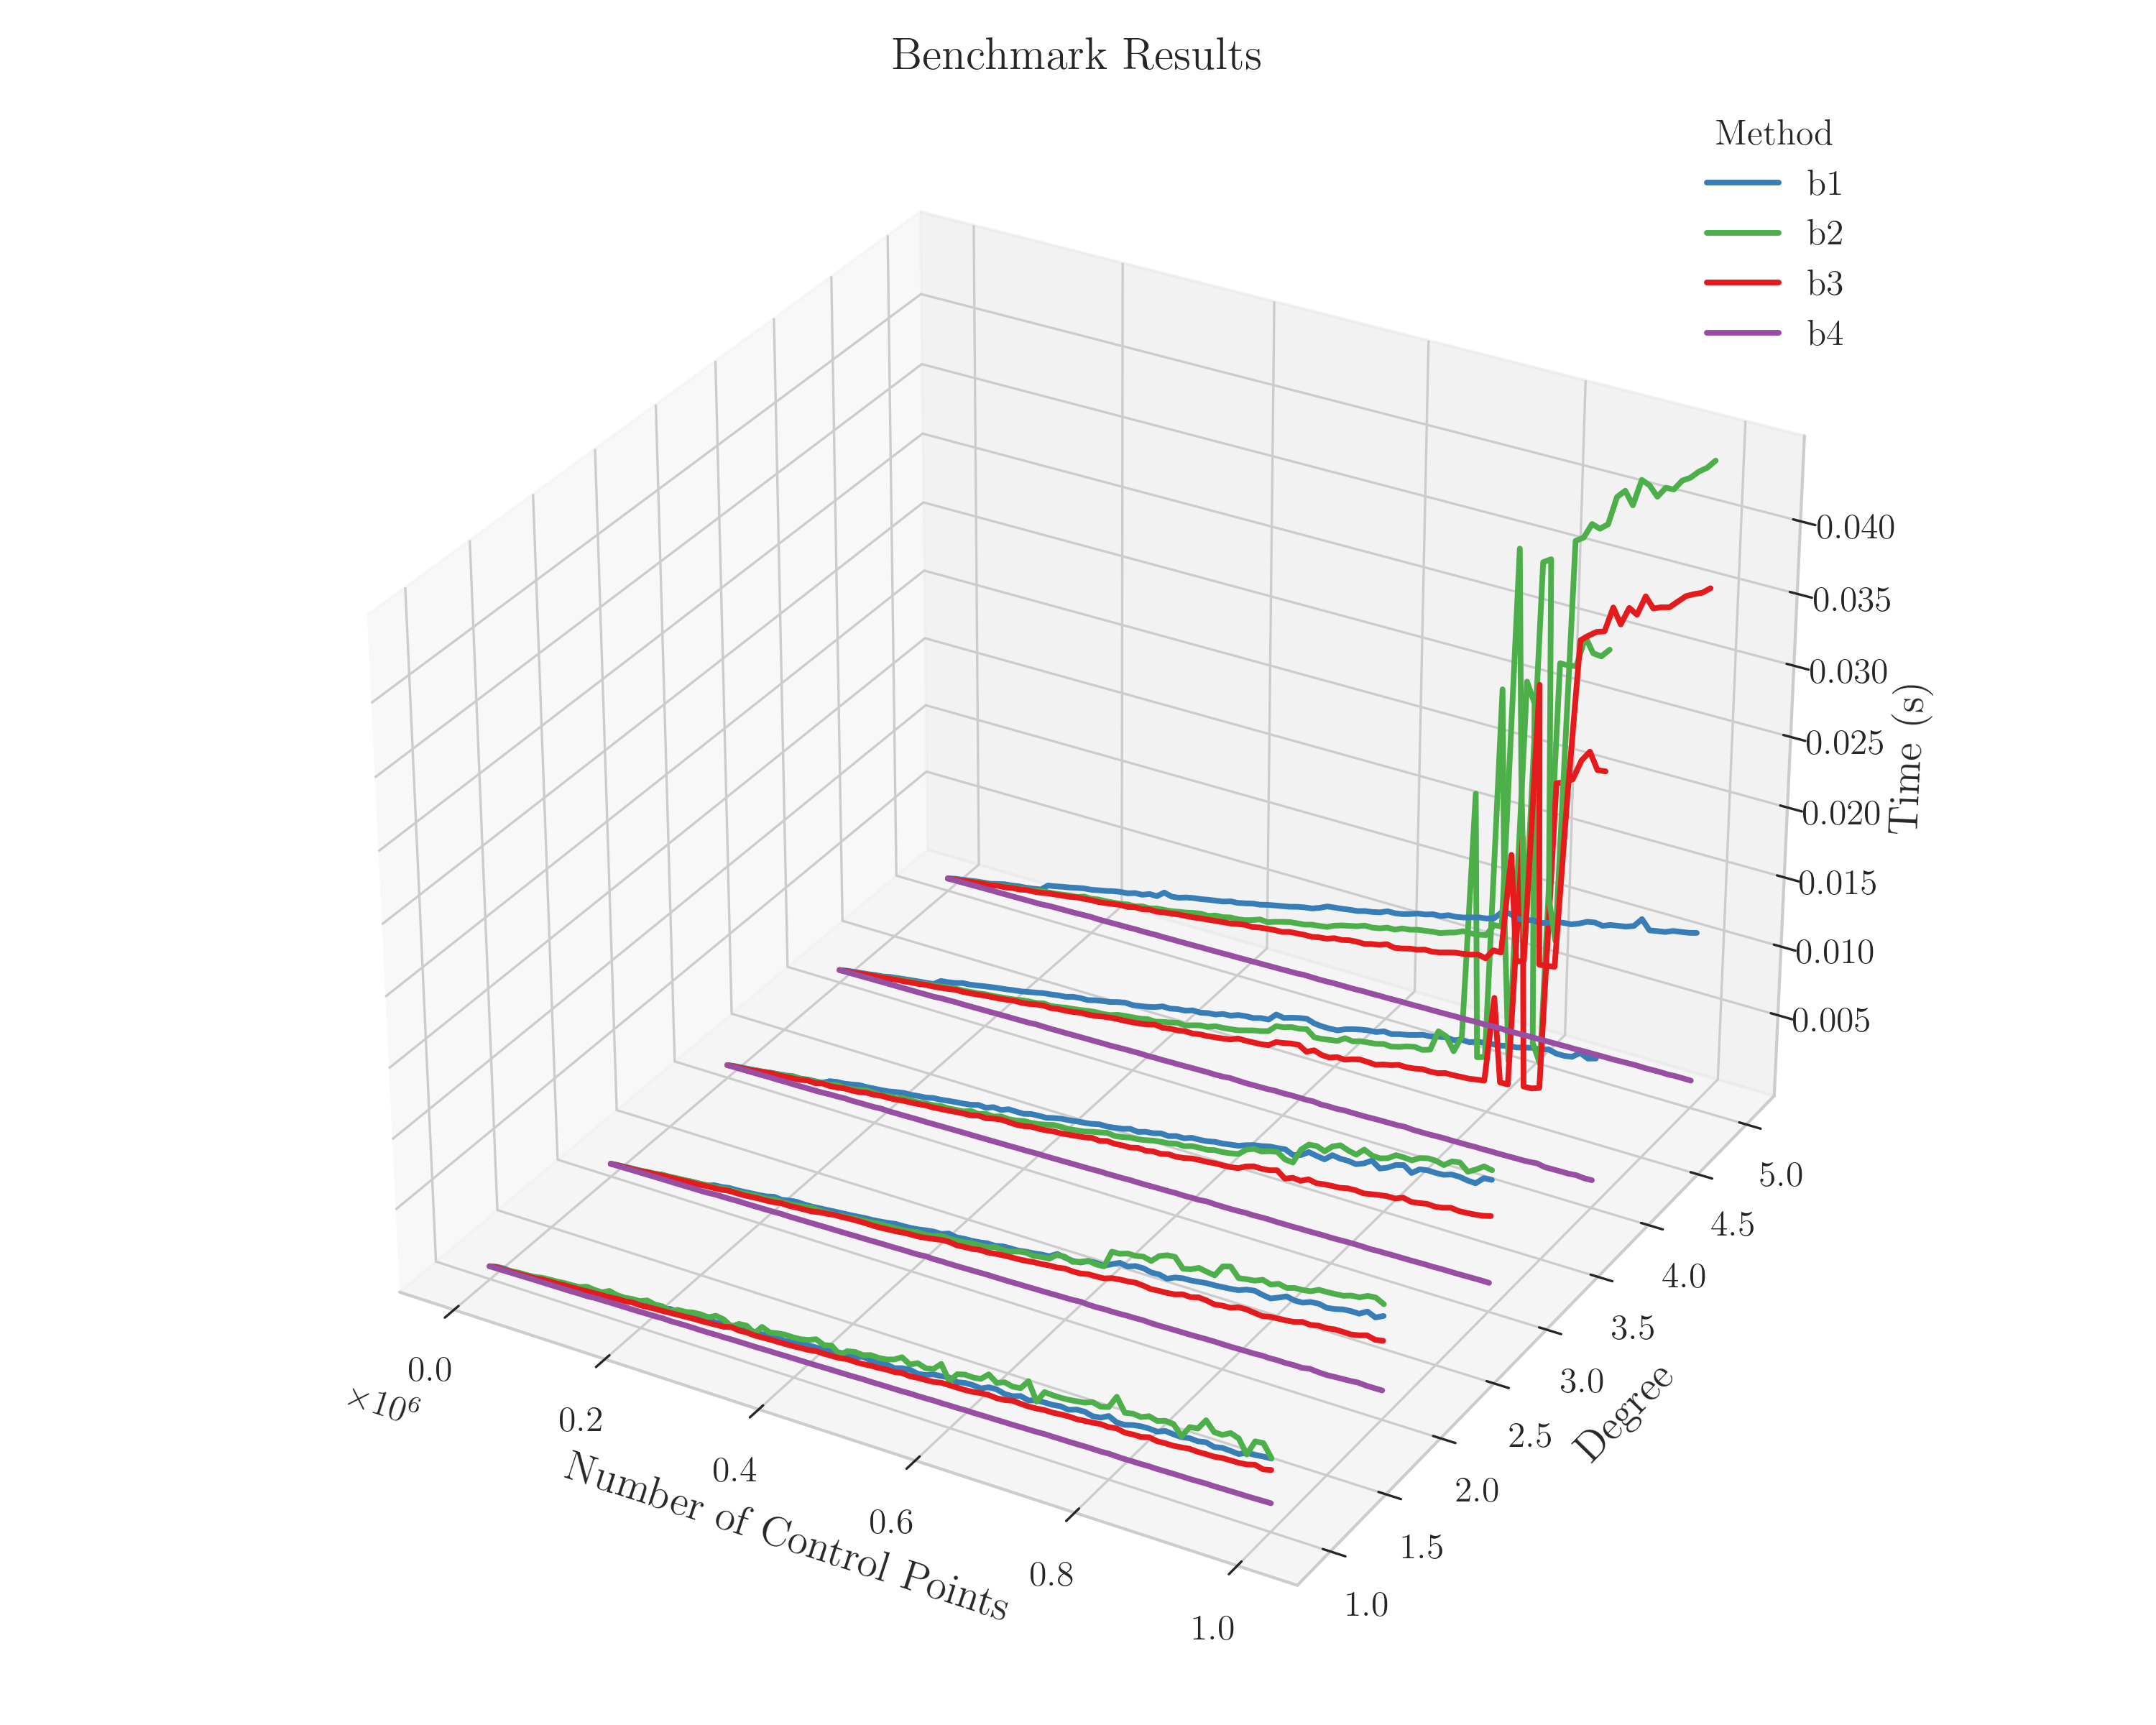 Benchmark Results
Method
b1
b2
b3
b4
0.040
0.035
0.030
0.025
0.020
0.015
0.010
0.005
Time (s)
5.0
4.5
4.0
3.5
3.0
2.5
2.0
1.5
1.0
Degree
0.0
0.2
0.4
0.6
0.8
1.0
×10⁶
Number of Control Points